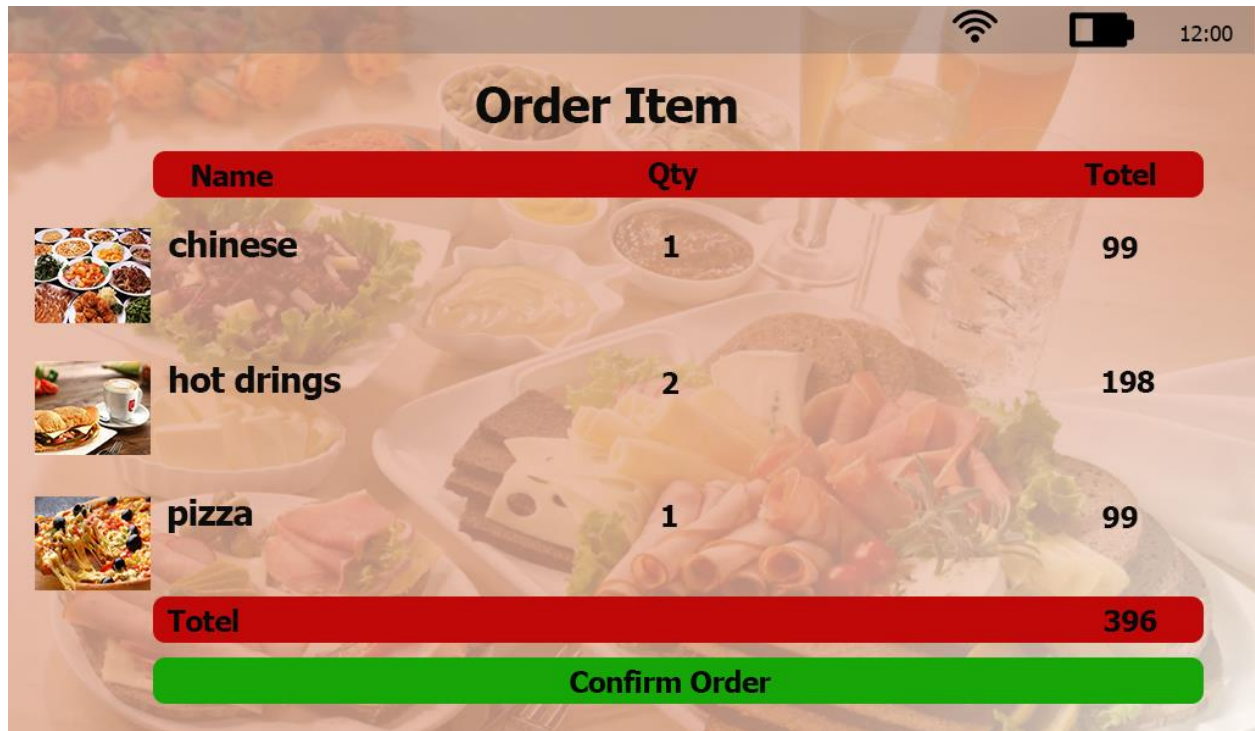 12:00
Order Item
Name Qty Totel
chinese 1 99
hot drings 2 198
pizza 1 99
Totel 396
Confirm Order